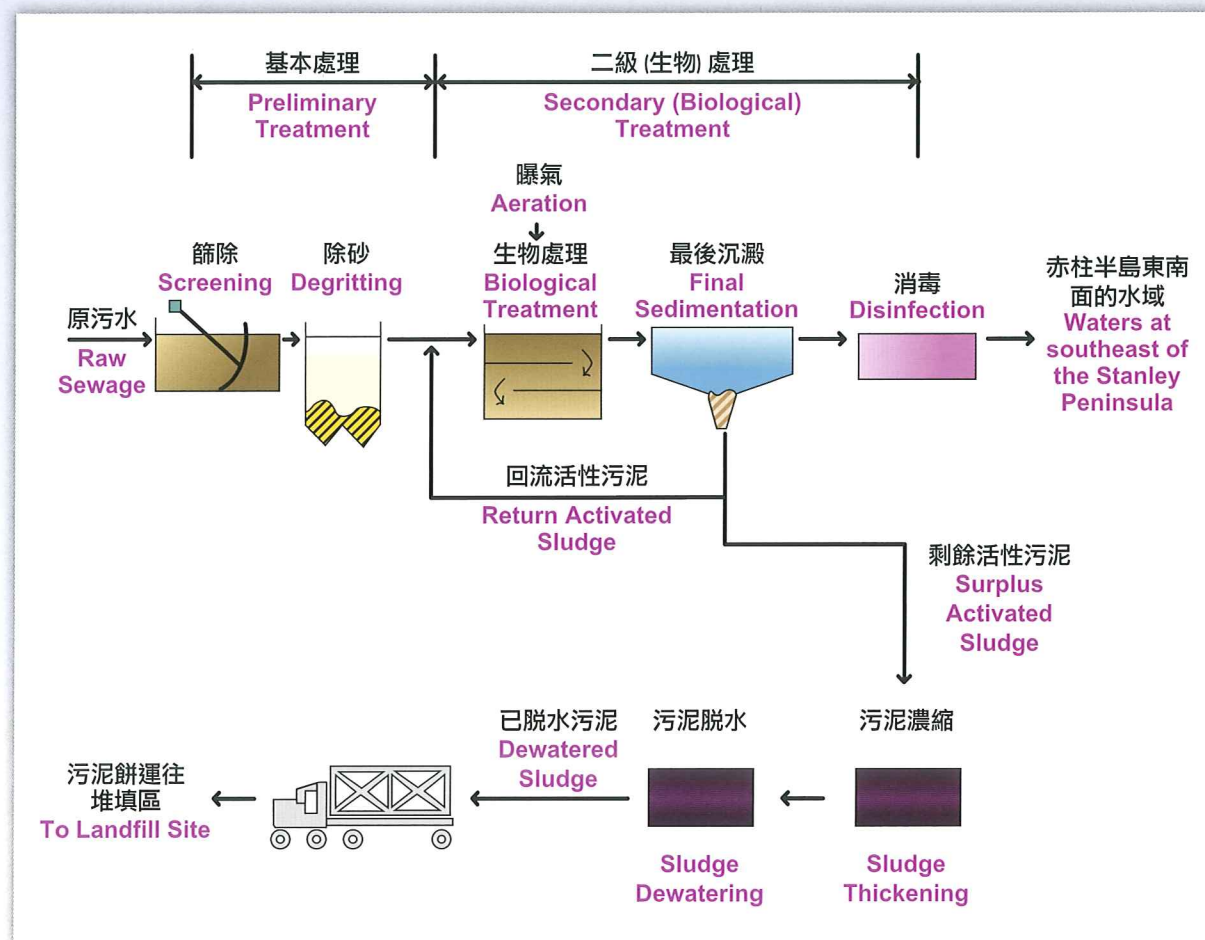 基本處理
Preliminary
Treatment
二級 (生物) 處理
Secondary (Biological)
Treatment
曝氣
Aeration
原污水
Raw
Sewage
篩除
Screening
除砂
Degritting
生物處理
Biological
Treatment
最後沉澱
Final
Sedimentation
消毒
Disinfection
赤柱半島東南
面的水域
Waters at
southeast of
the Stanley
Peninsula
回流活性污泥
Return Activated
Sludge
剩餘活性污泥
Surplus
Activated
Sludge
污泥濃縮
Sludge
Thickening
污泥脱水
Sludge
Dewatering
已脱水污泥
Dewatered
Sludge
污泥餅運往
堆填區
To Landfill Site